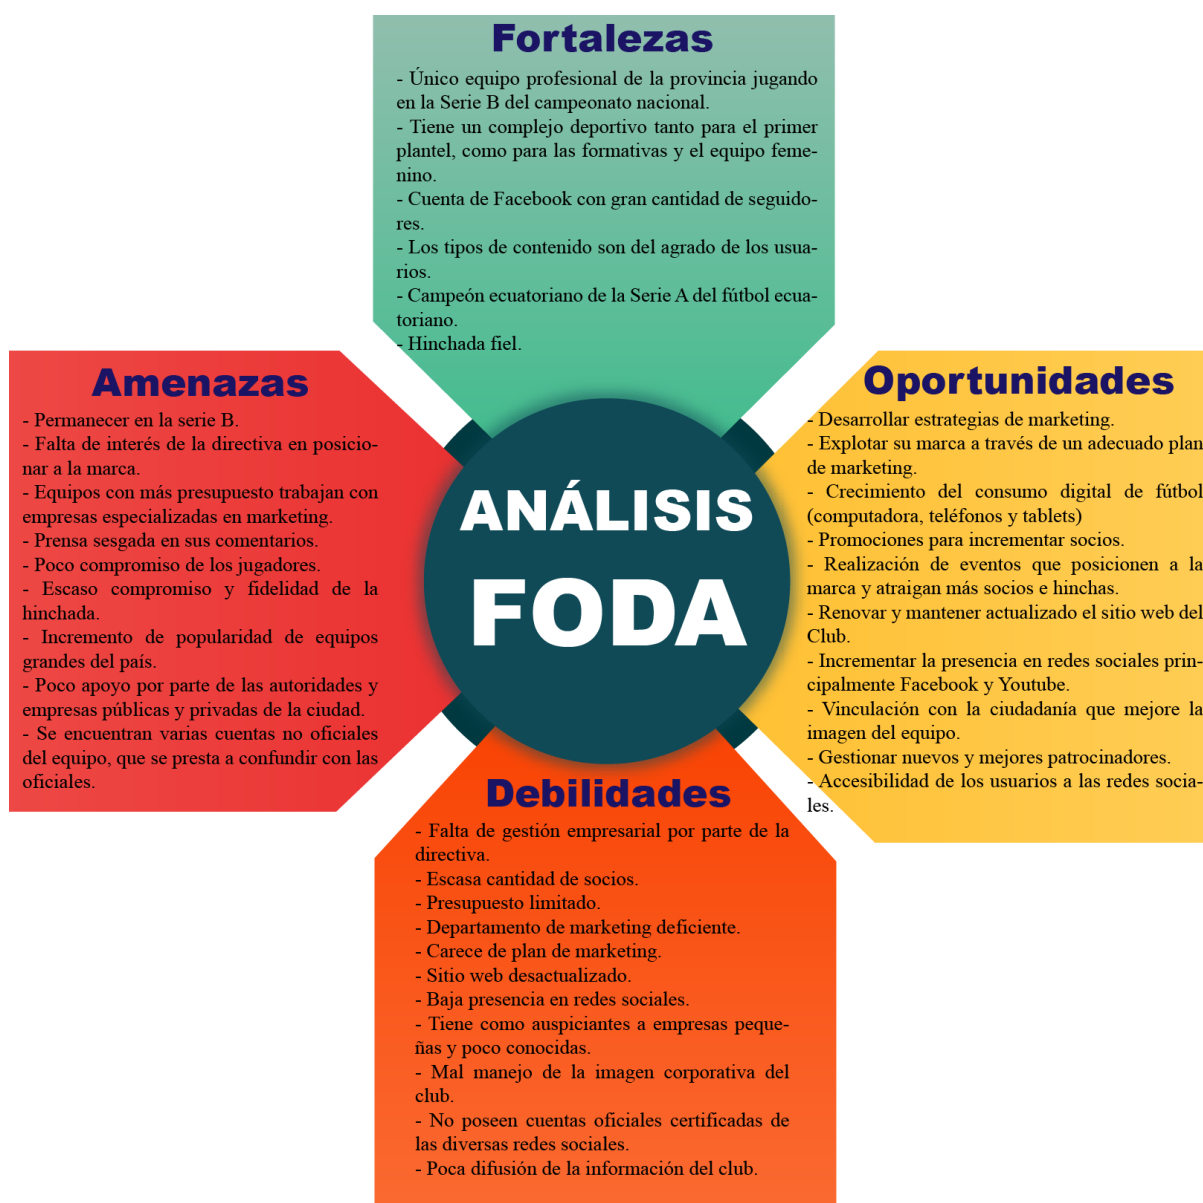 Fortalezas
- Único equipo profesional de la provincia jugando
en la Serie B del campeonato nacional.
- Tiene un complejo deportivo tanto para el primer
plantel, como para las formativas y el equipo feme-
nino.
- Cuenta de Facebook con gran cantidad de seguido-
res.
- Los tipos de contenido son del agrado de los usua-
rios.
- Campeón ecuatoriano de la Serie A del fútbol ecua-
toriano.
- Hinchada fiel.
Amenazas
- Permanecer en la serie B.
- Falta de interés de la directiva en posicio-
nar a la marca.
- Equipos con más presupuesto trabajan con
empresas especializadas en marketing.
- Prensa sesgada en sus comentarios.
- Poco compromiso de los jugadores.
- Escaso compromiso y fidelidad de la
hinchada.
- Incremento de popularidad de equipos
grandes del país.
- Poco apoyo por parte de las autoridades y
empresas públicas y privadas de la ciudad.
- Se encuentran varias cuentas no oficiales
del equipo, que se presta a confundir con las
oficiales.
ANÁLISIS
FODA
Oportunidades
- Desarrollar estrategias de marketing.
- Explotar su marca a través de un adecuado plan
de marketing.
- Crecimiento del consumo digital de fútbol
(computadora, teléfonos y tablets)
- Promociones para incrementar socios.
- Realización de eventos que posicionen a la
marca y atraigan más socios e hinchas.
- Renovar y mantener actualizado el sitio web del
Club.
- Incrementar la presencia en redes sociales prin-
cipalmente Facebook y Youtube.
- Vinculación con la ciudadanía que mejore la
imagen del equipo.
- Gestionar nuevos y mejores patrocinadores.
- Accesibilidad de los usuarios a las redes socia-
les.
Debilidades
- Falta de gestión empresarial por parte de la
directiva.
- Escasa cantidad de socios.
- Presupuesto limitado.
- Departamento de marketing deficiente.
- Carece de plan de marketing.
- Sitio web desactualizado.
- Baja presencia en redes sociales.
- Tiene como auspiciantes a empresas peque-
ñas y poco conocidas.
- Mal manejo de la imagen corporativa del
club.
- No poseen cuentas oficiales certificadas de
las diversas redes sociales.
- Poca difusión de la información del club.